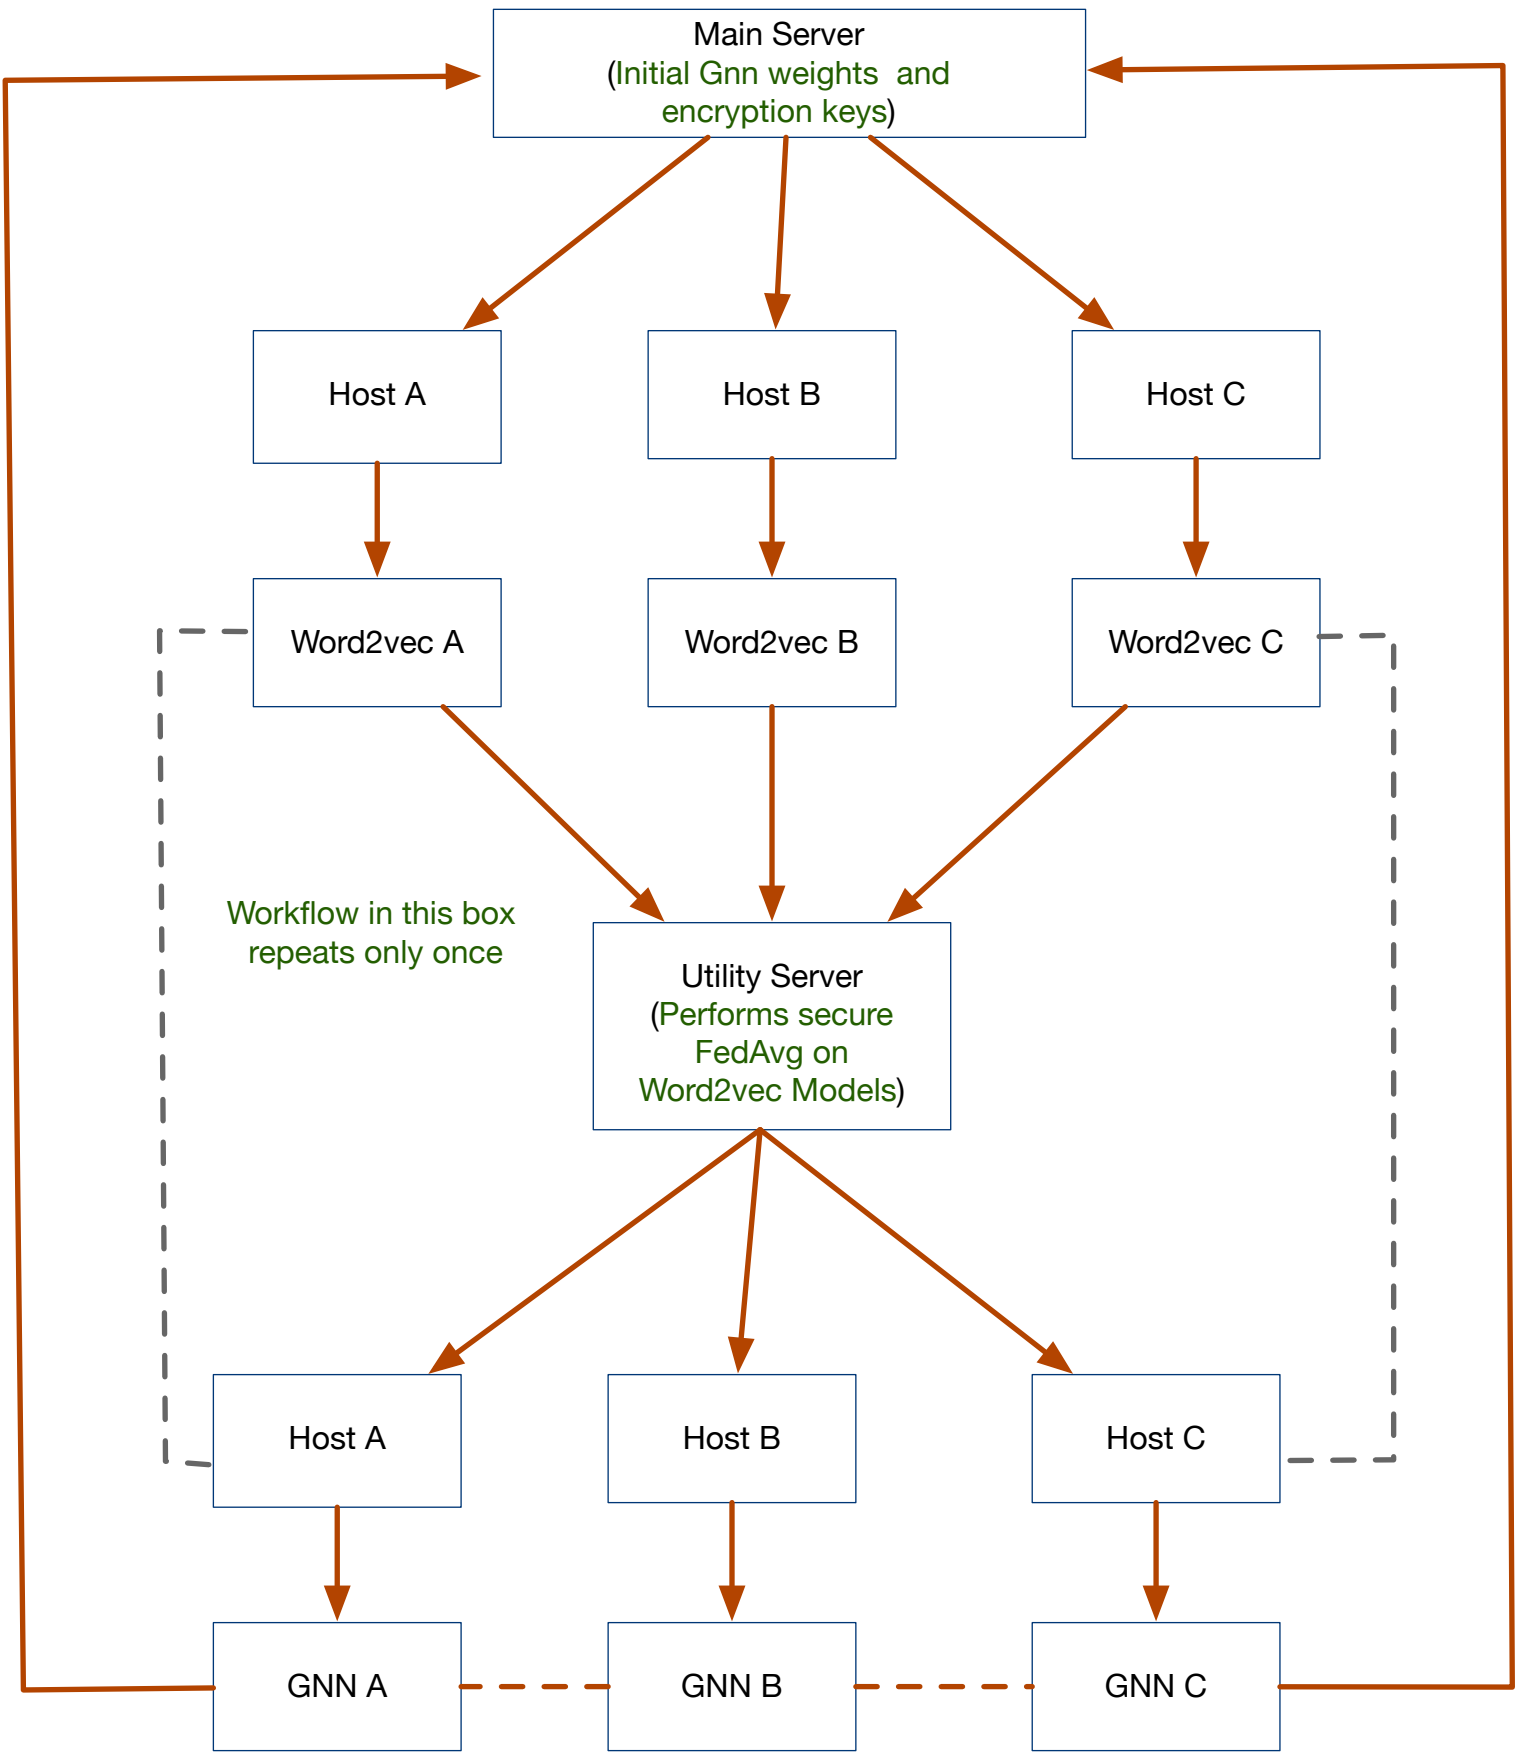 Main Server
(Initial Gnn weights and
encryption keys)
Host A
Host B
Host C
Word2vec A
Word2vec B
Word2vec C
Workflow in this box
repeats only once
Utility Server
(Performs secure
FedAvg on
Word2vec Models)
Host A
Host B
Host C
GNN A
GNN B
GNN C